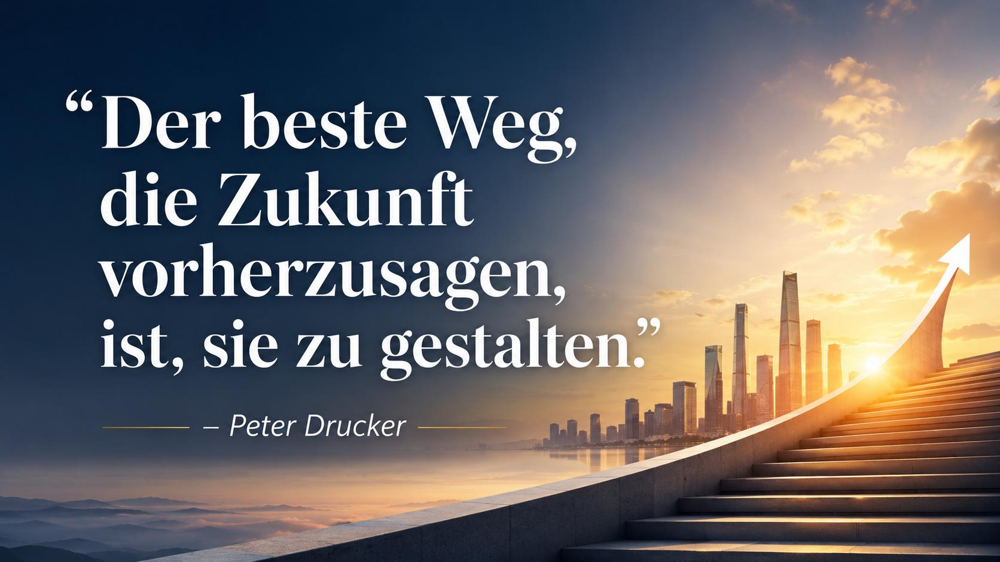 “Der beste Weg,
die Zukunft
vorherzusagen,
ist, sie zu gestalten.”
– Peter Drucker